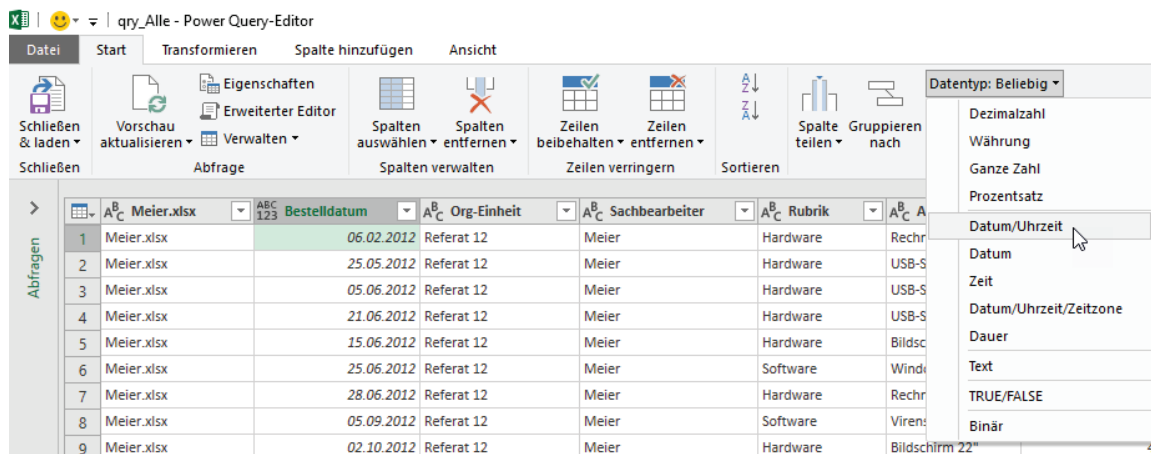 qry_Alle - Power Query-Editor
Datei Start Transformieren Spalte hinzufügen Ansicht
Schließen & laden
Vorschau aktualisieren
Eigenschaften
Erweiterter Editor
Verwalten
Spalten auswählen
Spalten entfernen
Zeilen beibehalten
Zeilen entfernen
A Z
Z A
Spalte teilen
Gruppieren nach
Datentyp: Beliebig
Schließen Abfrage Spalten verwalten Zeilen verringern Sortieren
Dezimalzahl
Währung
Ganze Zahl
Prozentsatz
Datum/Uhrzeit
Datum
Zeit
Datum/Uhrzeit/Zeitzone
Dauer
Text
TRUE/FALSE
Binär
Abfragen
ABC Meier.xlsx ABC 123 Bestelldatum ABC Org-Einheit ABC Sachbearbeiter ABC Rubrik ABC A
1 Meier.xlsx 06.02.2012 Referat 12 Meier Hardware Rechr
2 Meier.xlsx 25.05.2012 Referat 12 Meier Hardware USB-S
3 Meier.xlsx 05.06.2012 Referat 12 Meier Hardware USB-S
4 Meier.xlsx 21.06.2012 Referat 12 Meier Hardware USB-S
5 Meier.xlsx 15.06.2012 Referat 12 Meier Hardware Bildsc
6 Meier.xlsx 25.06.2012 Referat 12 Meier Software Wind
7 Meier.xlsx 28.06.2012 Referat 12 Meier Hardware Rechr
8 Meier.xlsx 05.09.2012 Referat 12 Meier Software Viren
9 Meier.xlsx 02.10.2012 Referat 12 Meier Hardware Bildschirm 22"